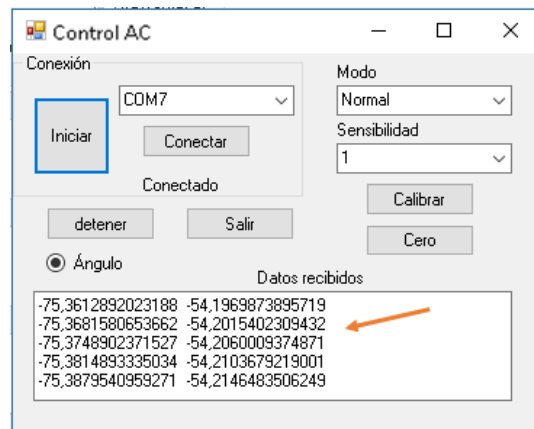 Control AC
Conexión
COM7
Iniciar
Conectar
Conectado
Modo
Normal
Sensibilidad
1
Calibrar
Cero
detener
Salir
Ángulo
Datos recibidos
-75,3612892023188 -54,1969873895719
-75,3681580653662 -54,2015402309432
-75,3748902371527 -54,2060009374871
-75,3814893335034 -54,2103679219001
-75,3879540959271 -54,2146483506249